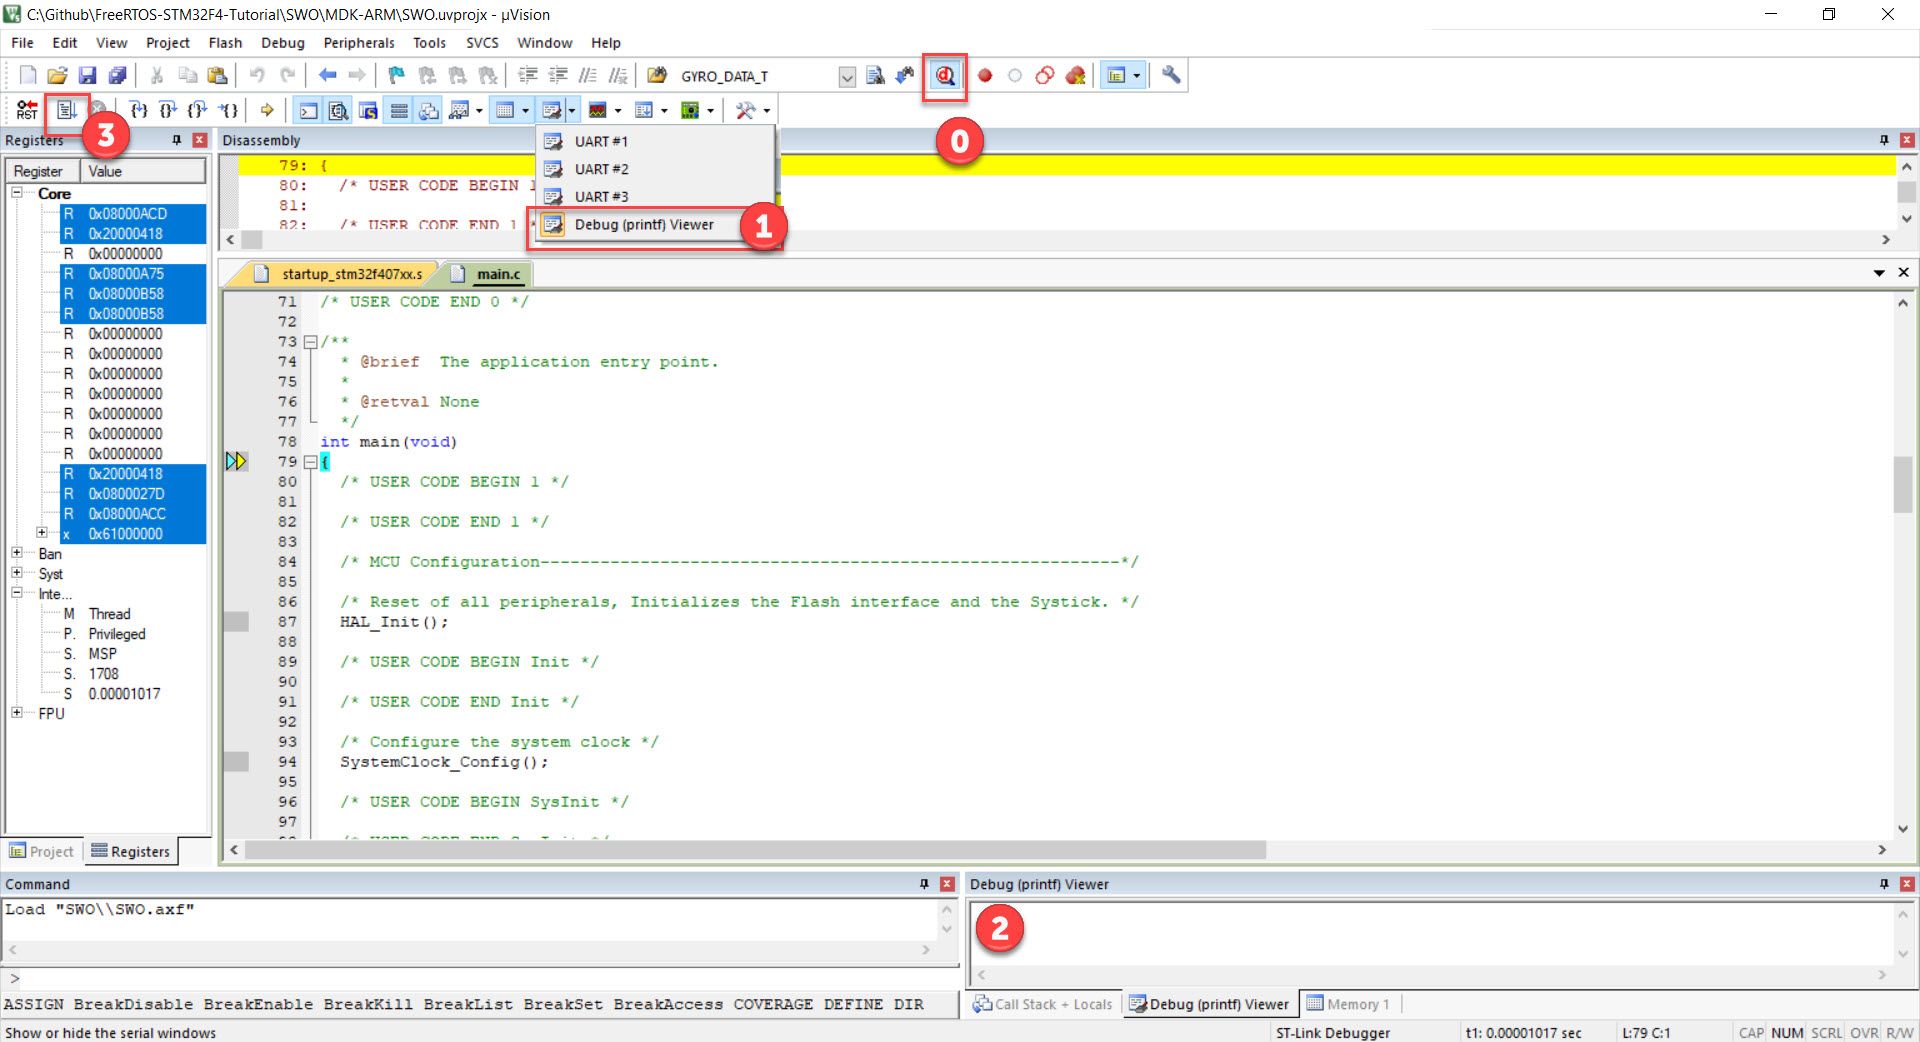 C:\Github\FreeRTOS-STM32F4-Tutorial\SWO\MDK-ARM\SWO.uvprojx - µVision
File Edit View Project Flash Debug Peripherals Tools SVCS Window Help
GYRO_DATA_T
RST
3
0
Registers
Disassembly
Register Value
Core
R 0x08000ACD
R 0x20000418
R 0x00000000
R 0x08000A75
R 0x08000B58
R 0x08000B58
R 0x00000000
R 0x00000000
R 0x00000000
R 0x00000000
R 0x00000000
R 0x00000000
R 0x00000000
R 0x20000418
R 0x0800027D
R 0x08000ACC
x 0x61000000
Ban
Syst
Inte...
M Thread
P. Privileged
S. MSP
S. 1708
S 0.00001017
FPU
Project Registers
79: {
80: /* USER CODE BEGIN 1
81:
82: /* USER CODE END 1 *
UART #1
UART #2
UART #3
Debug (printf) Viewer
1
startup_stm32f407xx.s main.c
71 /* USER CODE END 0 */
72
73 /**
74 * @brief The application entry point.
75 *
76 * @retval None
77 */
78 int main(void)
79 {
80 /* USER CODE BEGIN 1 */
81
82 /* USER CODE END 1 */
83
84 /* MCU Configuration----------------------------------------------------------*/
85
86 /* Reset of all peripherals, Initializes the Flash interface and the Systick. */
87 HAL_Init();
88
89 /* USER CODE BEGIN Init */
90
91 /* USER CODE END Init */
92
93 /* Configure the system clock */
94 SystemClock_Config();
95
96 /* USER CODE BEGIN SysInit */
97
Command
Load "SWO\\SWO.axf"
>
ASSIGN BreakDisable BreakEnable BreakKill BreakList BreakSet BreakAccess COVERAGE DEFINE DIR
Debug (printf) Viewer
2
Call Stack + Locals Debug (printf) Viewer Memory 1
Show or hide the serial windows
ST-Link Debugger t1: 0.00001017 sec L:79 C:1 CAP NUM SCRL OVR R/W